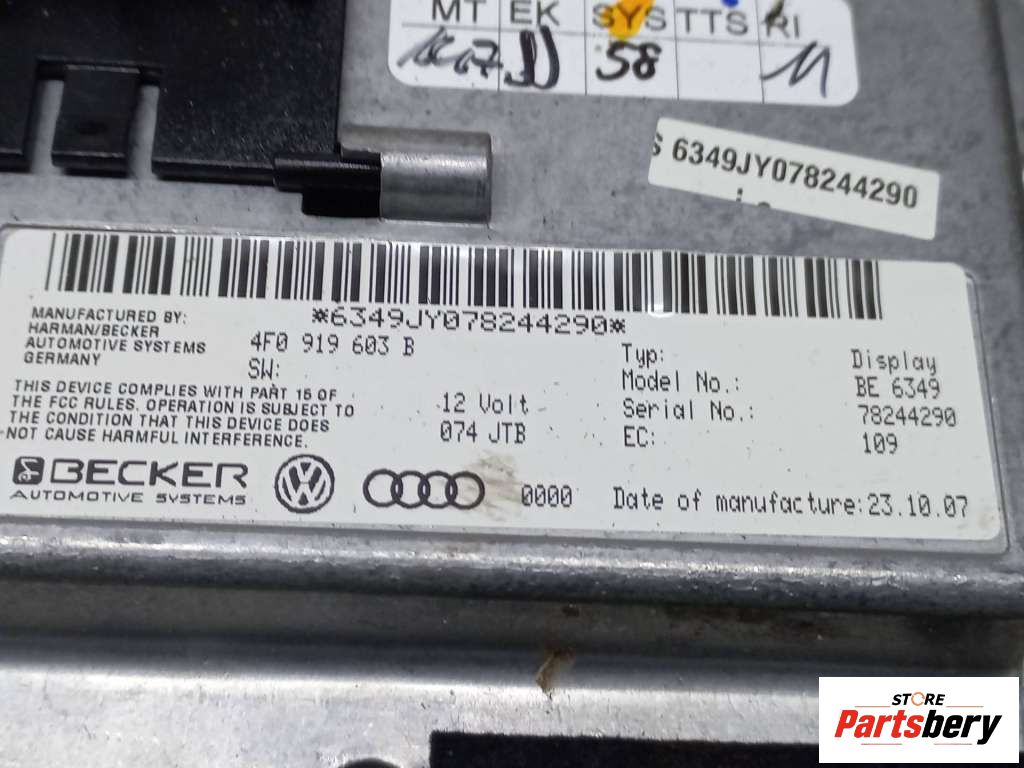 MT EK SYS TTS RI
58 11
S 6349JY078244290
*6349JY078244290*
MANUFACTURED BY:
HARMAN/BECKER
AUTOMOTIVE SYSTEMS
GERMANY
4F0 919 603 B
SW:
THIS DEVICE COMPLIES WITH PART 15 OF
THE FCC RULES. OPERATION IS SUBJECT TO
THE CONDITION THAT THIS DEVICE DOES
NOT CAUSE HARMFUL INTERFERENCE.
12 Volt
074 JTB
Typ: Display
Model No.: BE 6349
Serial No.: 78244290
EC: 109
BECKER
AUTOMOTIVE SYSTEMS
0000
Date of manufacture: 23.10.07
STORE
Partsbery